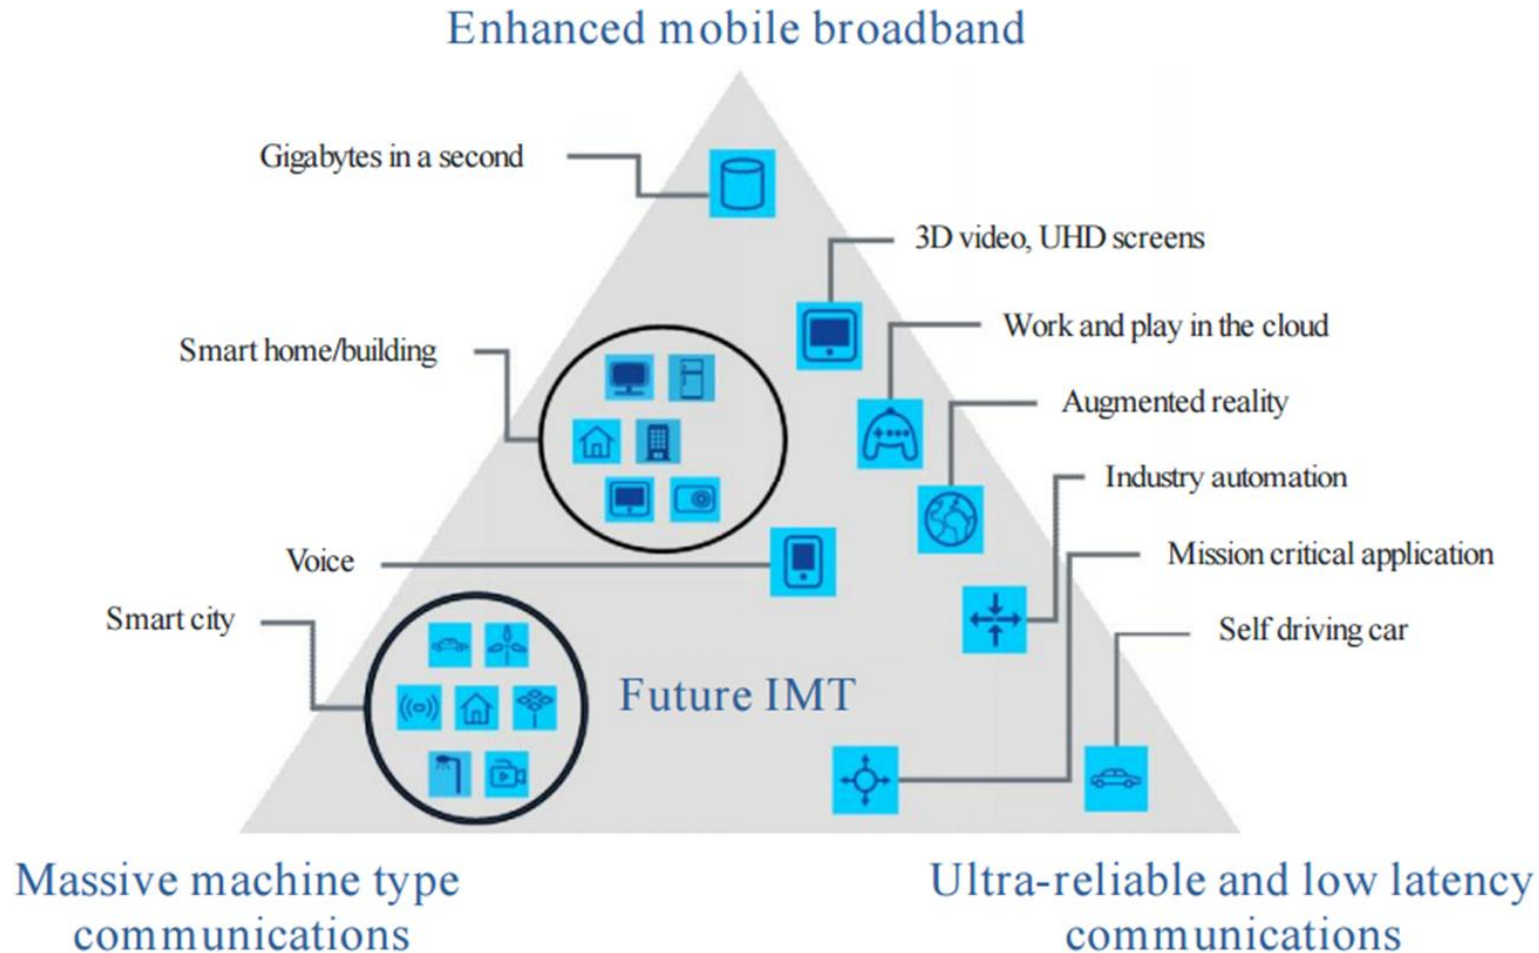 Enhanced mobile broadband
Gigabytes in a second
3D video, UHD screens
Work and play in the cloud
Smart home/building
Augmented reality
Industry automation
Mission critical application
Voice
Smart city
Self driving car
Future IMT
Massive machine type
communications
Ultra-reliable and low latency
communications